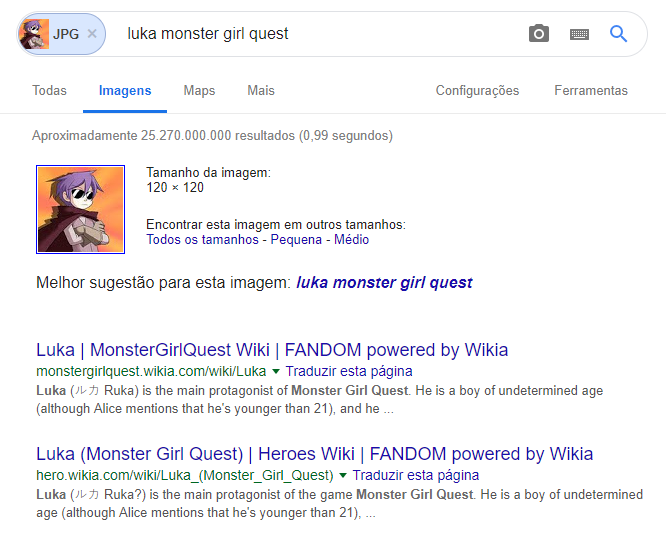 JPG × luka monster girl quest
Todas Imagens Maps Mais Configurações Ferramentas
Aproximadamente 25.270.000.000 resultados (0,99 segundos)
Tamanho da imagem:
120 × 120
Encontrar esta imagem em outros tamanhos:
Todos os tamanhos - Pequena - Médio
Melhor sugestão para esta imagem: luka monster girl quest
Luka | MonsterGirlQuest Wiki | FANDOM powered by Wikia
monstergirlquest.wikia.com/wiki/Luka ▼ Traduzir esta página
Luka (ルカ Ruka) is the main protagonist of Monster Girl Quest. He is a boy of undetermined age
(although Alice mentions that he's younger than 21), and he ...
Luka (Monster Girl Quest) | Heroes Wiki | FANDOM powered by Wikia
hero.wikia.com/wiki/Luka_(Monster_Girl_Quest) ▼ Traduzir esta página
Luka (ルカ Ruka?) is the main protagonist of the game Monster Girl Quest. He is a boy of undetermined
age (although Alice mentions that he's younger than 21), ...